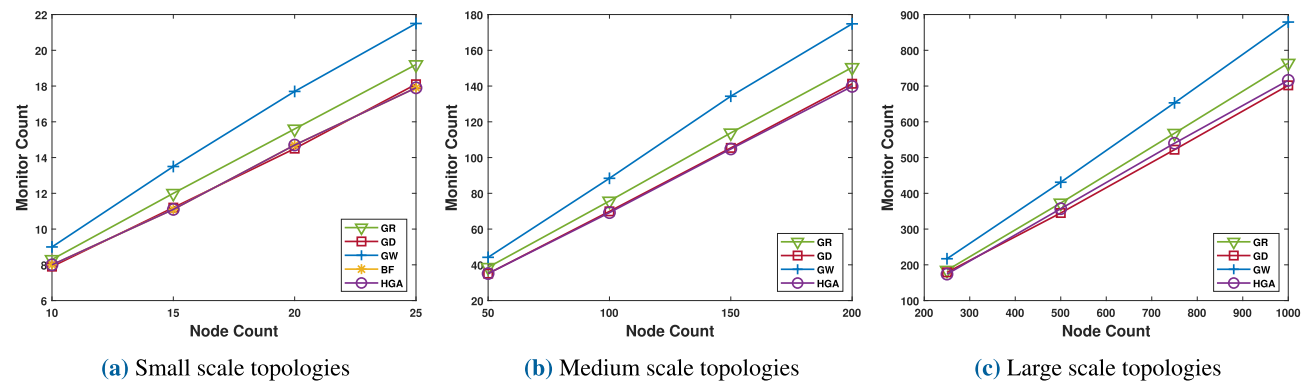 22
20
18
16
14
12
10
8
6
Monitor Count
10
15
20
25
Node Count
GR
GD
GW
BF
HGA
(a) Small scale topologies
180
160
140
120
100
80
60
40
20
Monitor Count
50
100
150
200
Node Count
GR
GD
GW
HGA
(b) Medium scale topologies
900
800
700
600
500
400
300
200
100
Monitor Count
200
300
400
500
600
700
800
900
1000
Node Count
GR
GD
GW
HGA
(c) Large scale topologies